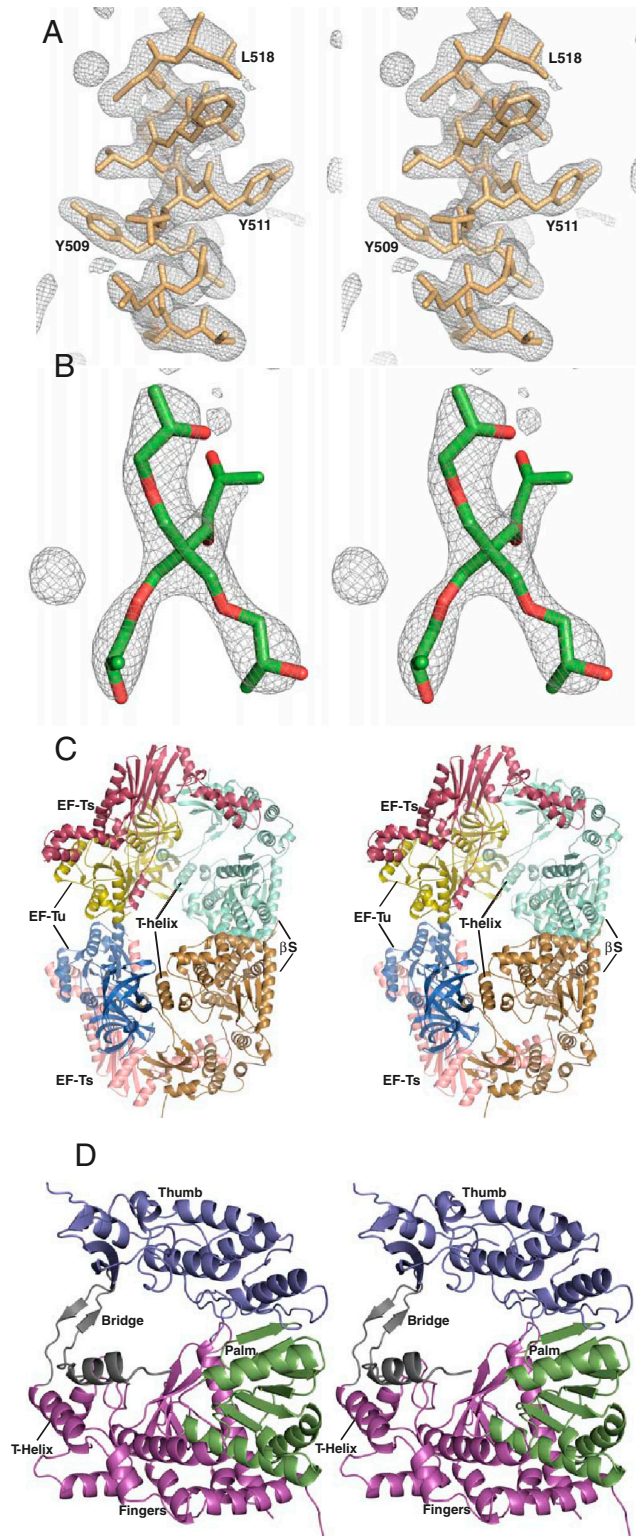 A
L518
L518
Y511
Y511
Y509
Y509
B
C
EF-Ts
EF-Ts
EF-Tu
T-helix
EF-Tu
T-helix
βS
βS
EF-Ts
EF-Ts
D
Thumb
Thumb
Bridge
Palm
Bridge
Palm
T-Helix
T-Helix
Fingers
Fingers